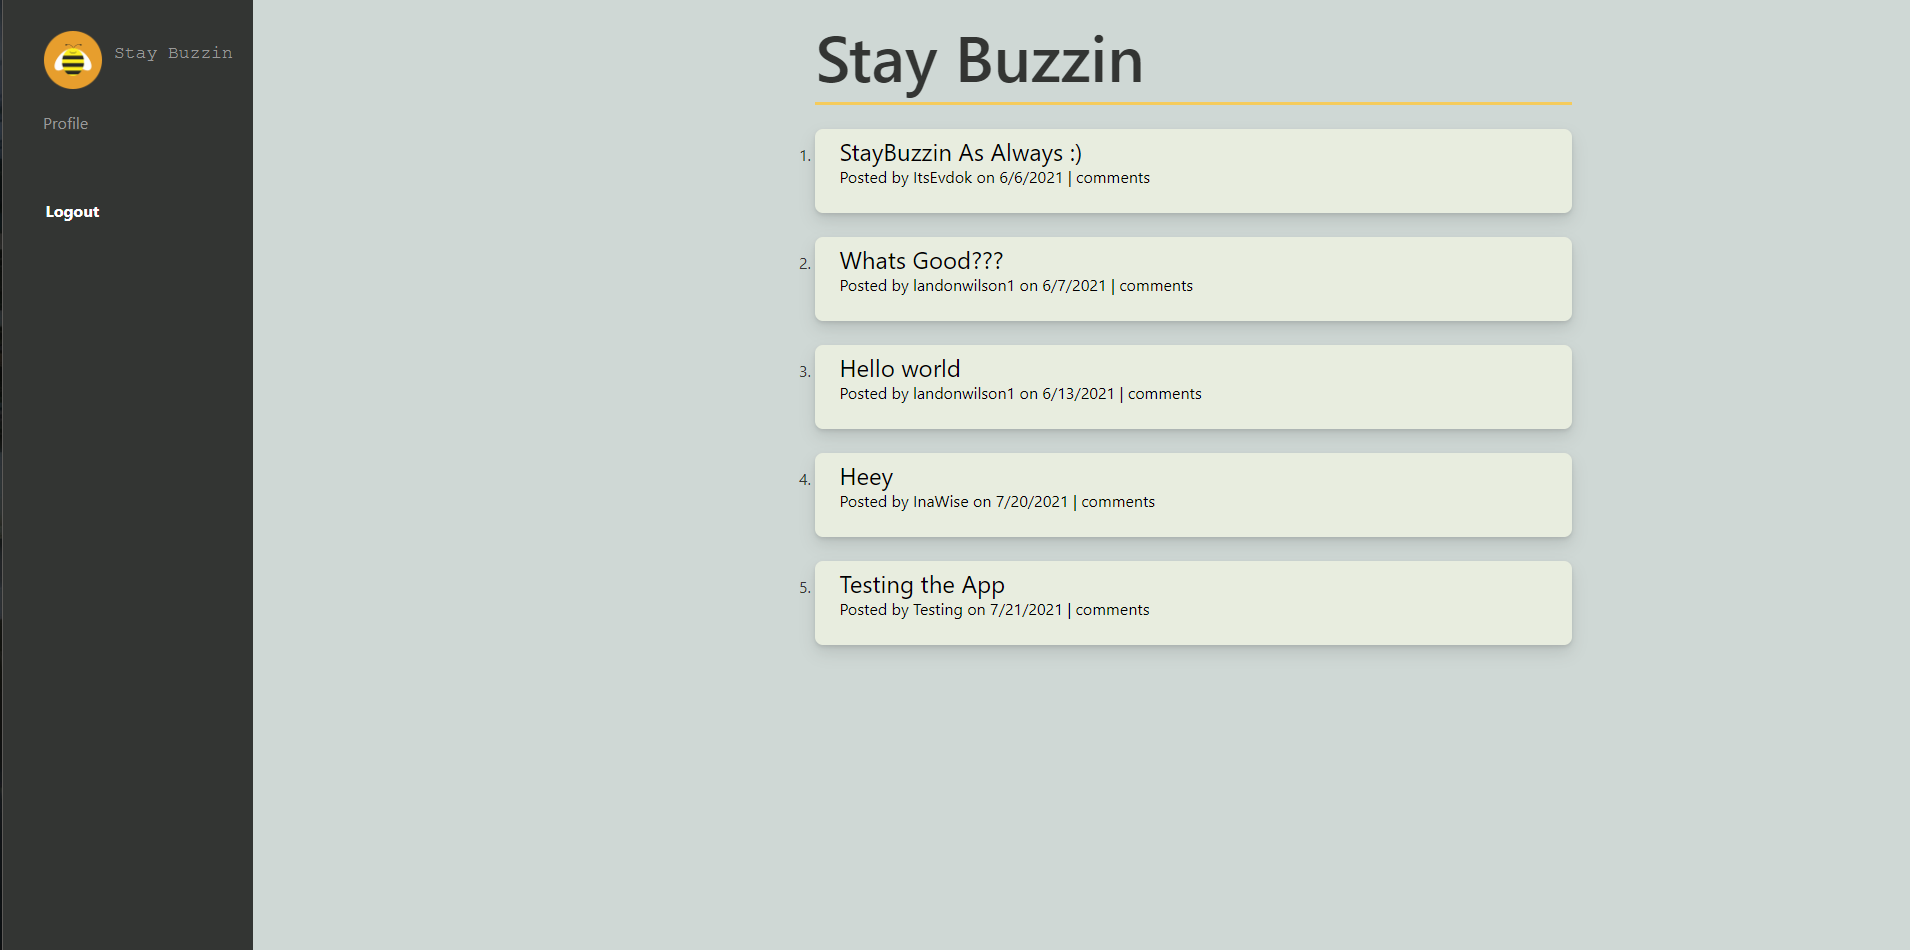 Stay Buzzin
Profile
Logout
Stay Buzzin
1. StayBuzzin As Always :)
Posted by ItsEvdok on 6/6/2021 | comments
2. Whats Good???
Posted by landonwilson1 on 6/7/2021 | comments
3. Hello world
Posted by landonwilson1 on 6/13/2021 | comments
4. Heey
Posted by InaWise on 7/20/2021 | comments
5. Testing the App
Posted by Testing on 7/21/2021 | comments